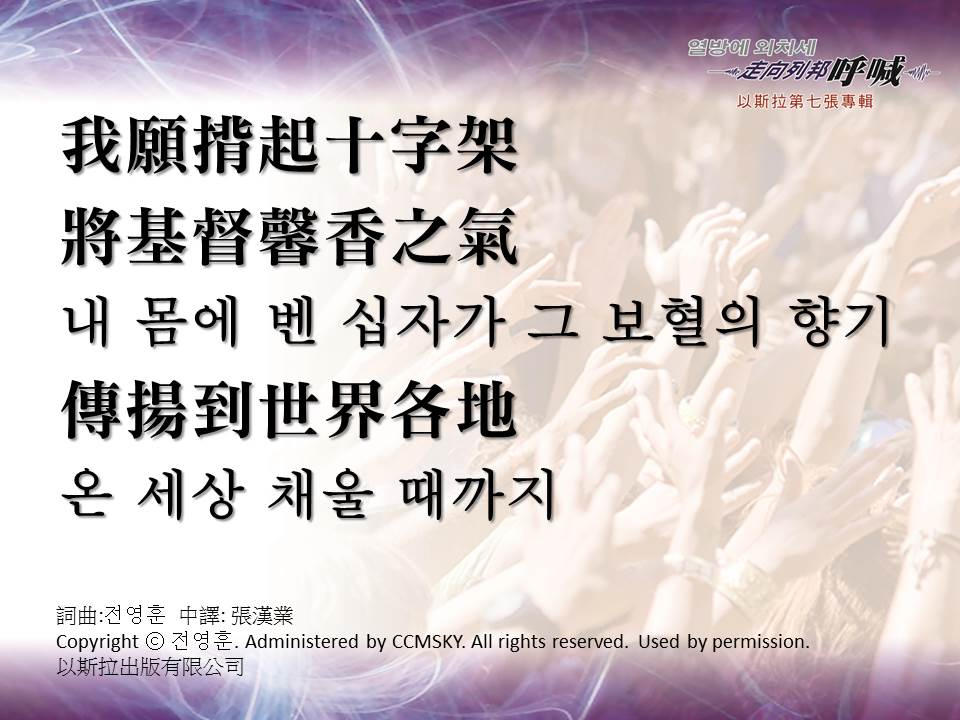 열방에 외치세
走向列邦呼喊
以斯拉第七張專輯
我願揹起十字架
將基督馨香之氣
내 몸에 벤 십자가 그 보혈의 향기
傳揚到世界各地
온 세상 채울 때까지
詞曲:전영훈 中譯: 張漢業
Copyright ⓒ 전영훈. Administered by CCMSKY. All rights reserved. Used by permission.
以斯拉出版有限公司